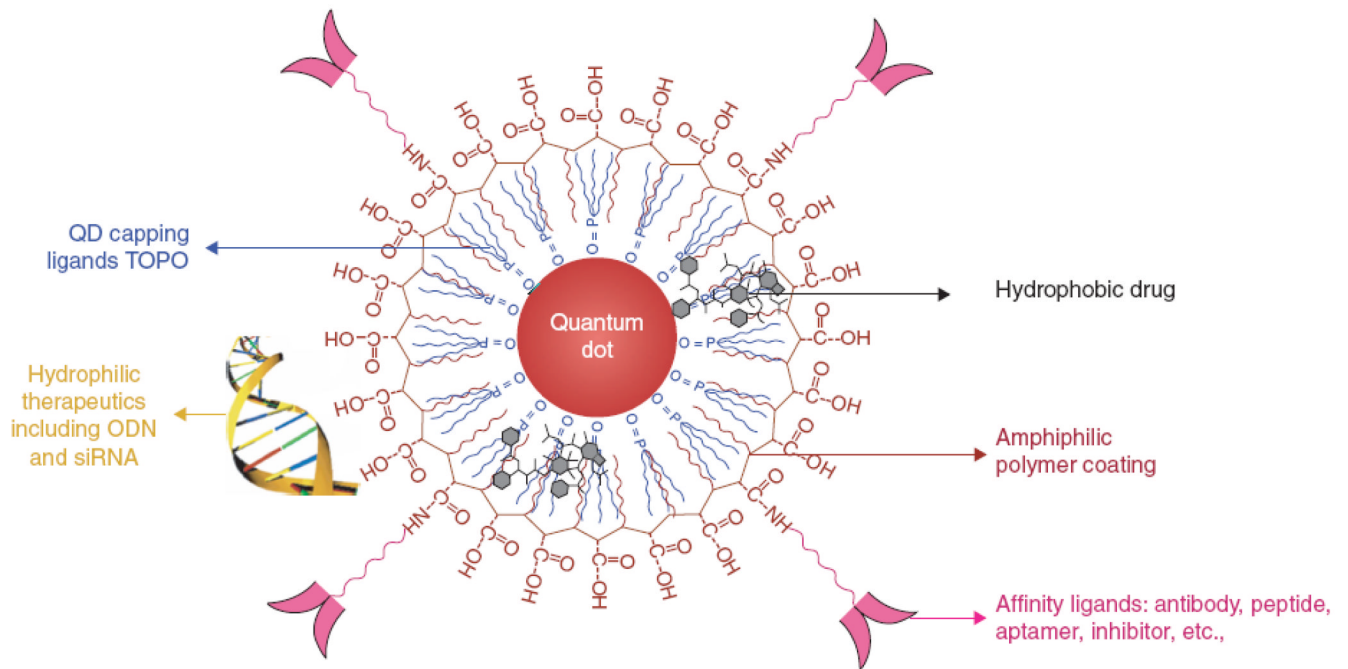 QD capping
ligands TOPO
Hydrophilic
therapeutics
including ODN
and siRNA
Quantum
dot
Hydrophobic drug
Amphiphilic
polymer coating
Affinity ligands: antibody, peptide,
aptamer, inhibitor, etc.,